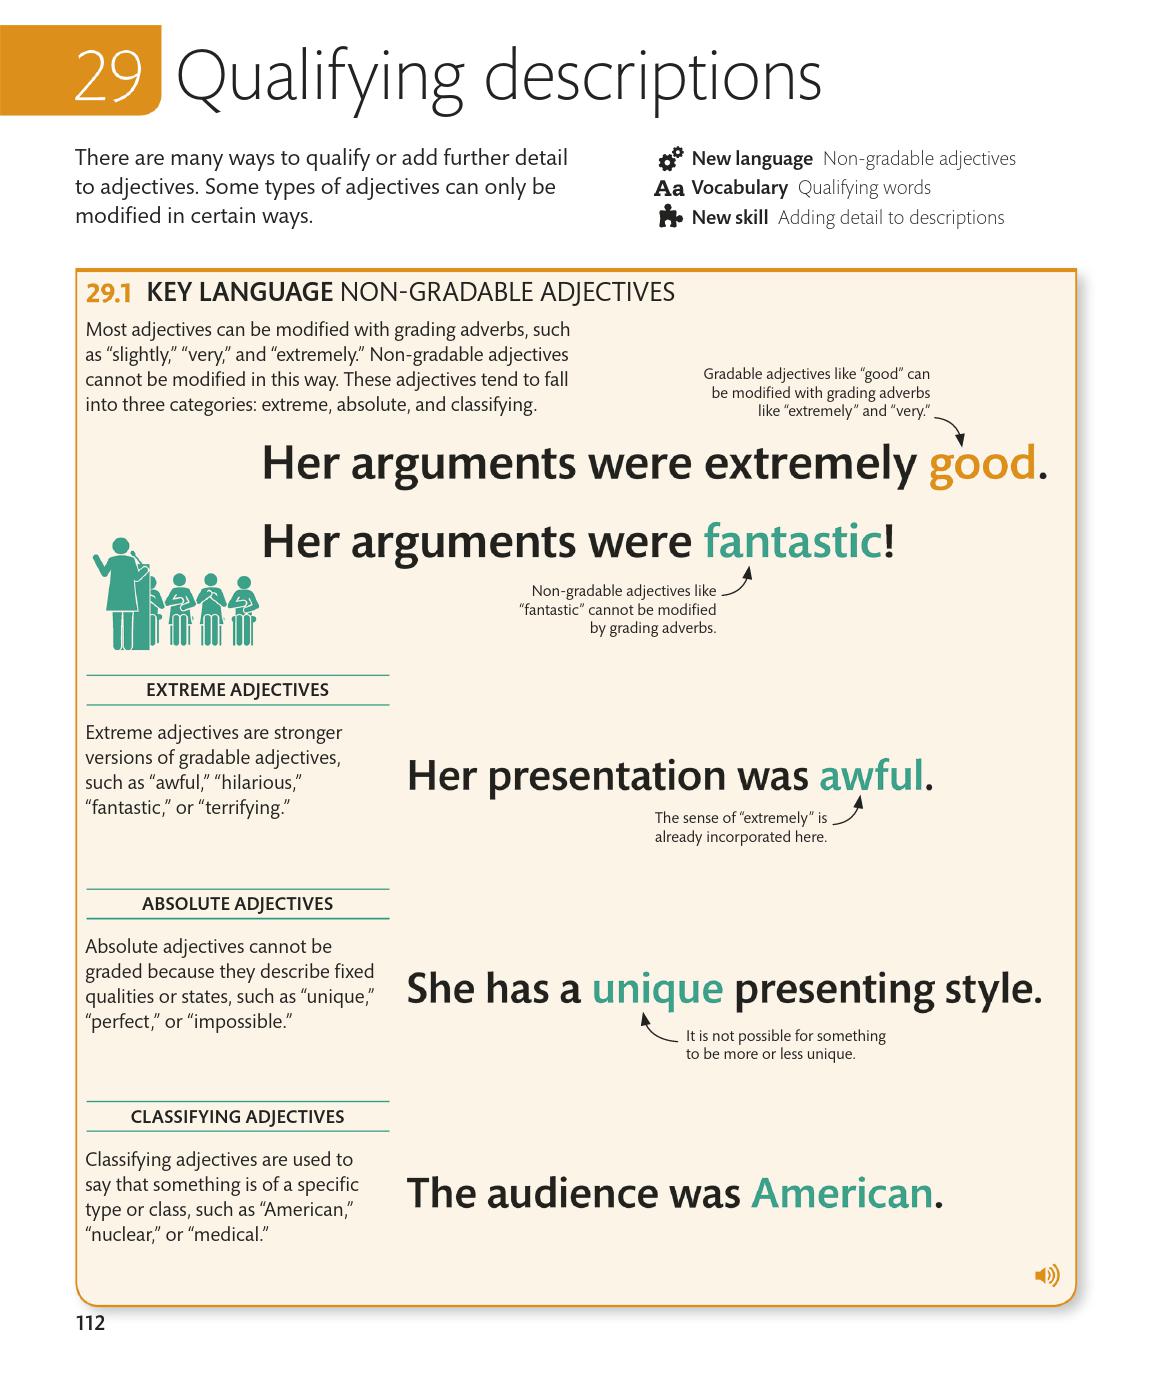 29 Qualifying descriptions
There are many ways to qualify or add further detail
to adjectives. Some types of adjectives can only be
modified in certain ways.
New language Non-gradable adjectives
Aa Vocabulary Qualifying words
New skill Adding detail to descriptions
29.1 KEY LANGUAGE NON-GRADABLE ADJECTIVES
Most adjectives can be modified with grading adverbs, such
as “slightly,” “very,” and “extremely.” Non-gradable adjectives
cannot be modified in this way. These adjectives tend to fall
into three categories: extreme, absolute, and classifying.
Gradable adjectives like “good” can
be modified with grading adverbs
like “extremely” and “very.”
Her arguments were extremely good.
Her arguments were fantastic!
Non-gradable adjectives like
“fantastic” cannot be modified
by grading adverbs.
EXTREME ADJECTIVES
Extreme adjectives are stronger
versions of gradable adjectives,
such as “awful,” “hilarious,”
“fantastic,” or “terrifying.”
Her presentation was awful.
The sense of “extremely” is
already incorporated here.
ABSOLUTE ADJECTIVES
Absolute adjectives cannot be
graded because they describe fixed
qualities or states, such as “unique,”
“perfect,” or “impossible.”
She has a unique presenting style.
It is not possible for something
to be more or less unique.
CLASSIFYING ADJECTIVES
Classifying adjectives are used to
say that something is of a specific
type or class, such as “American,”
“nuclear,” or “medical.”
The audience was American.
112